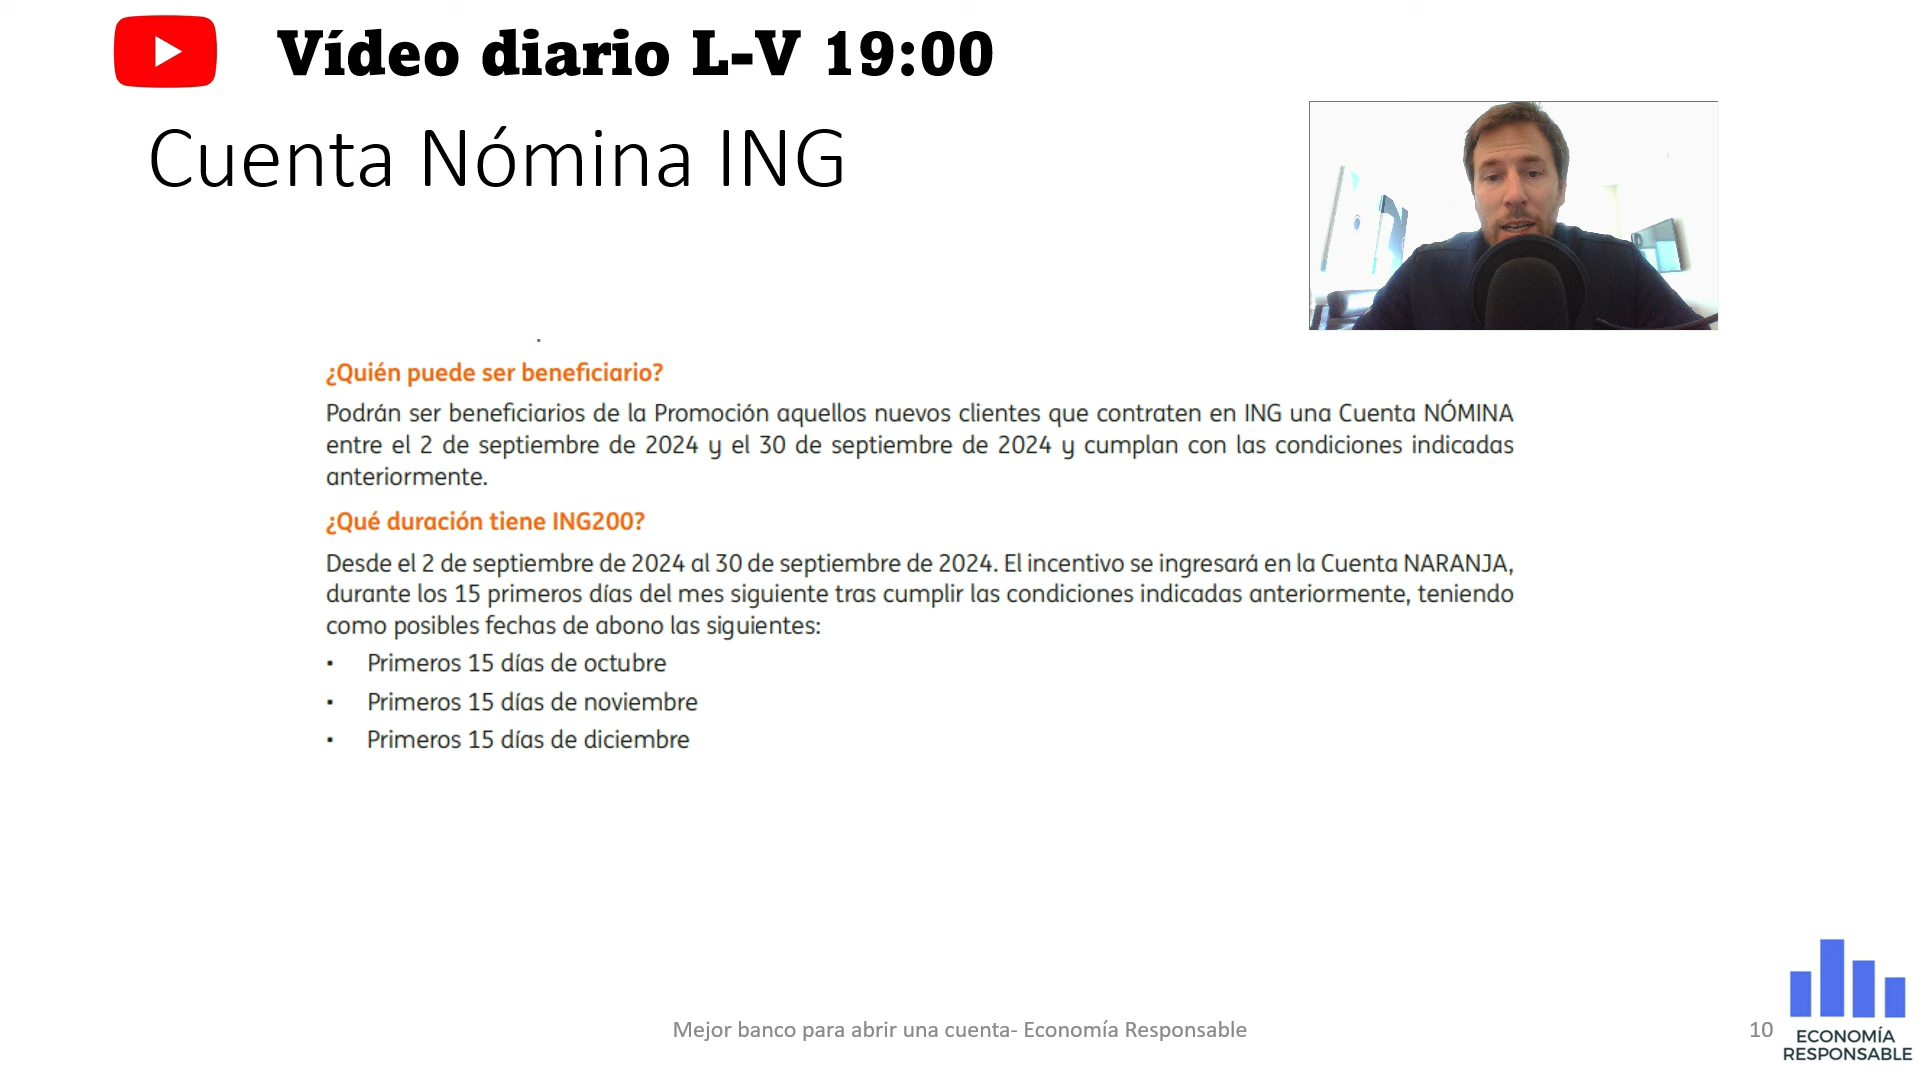 Vídeo diario L-V 19:00
Cuenta Nómina ING
¿Quién puede ser beneficiario?
Podrán ser beneficiarios de la Promoción aquellos nuevos clientes que contraten en ING una Cuenta NÓMINA
entre el 2 de septiembre de 2024 y el 30 de septiembre de 2024 y cumplan con las condiciones indicadas
anteriormente.
¿Qué duración tiene ING200?
Desde el 2 de septiembre de 2024 al 30 de septiembre de 2024. El incentivo se ingresará en la Cuenta NARANJA,
durante los 15 primeros días del mes siguiente tras cumplir las condiciones indicadas anteriormente, teniendo
como posibles fechas de abono las siguientes:
• Primeros 15 días de octubre
• Primeros 15 días de noviembre
• Primeros 15 días de diciembre
Mejor banco para abrir una cuenta- Economía Responsable
10
ECONOMÍA
RESPONSABLE